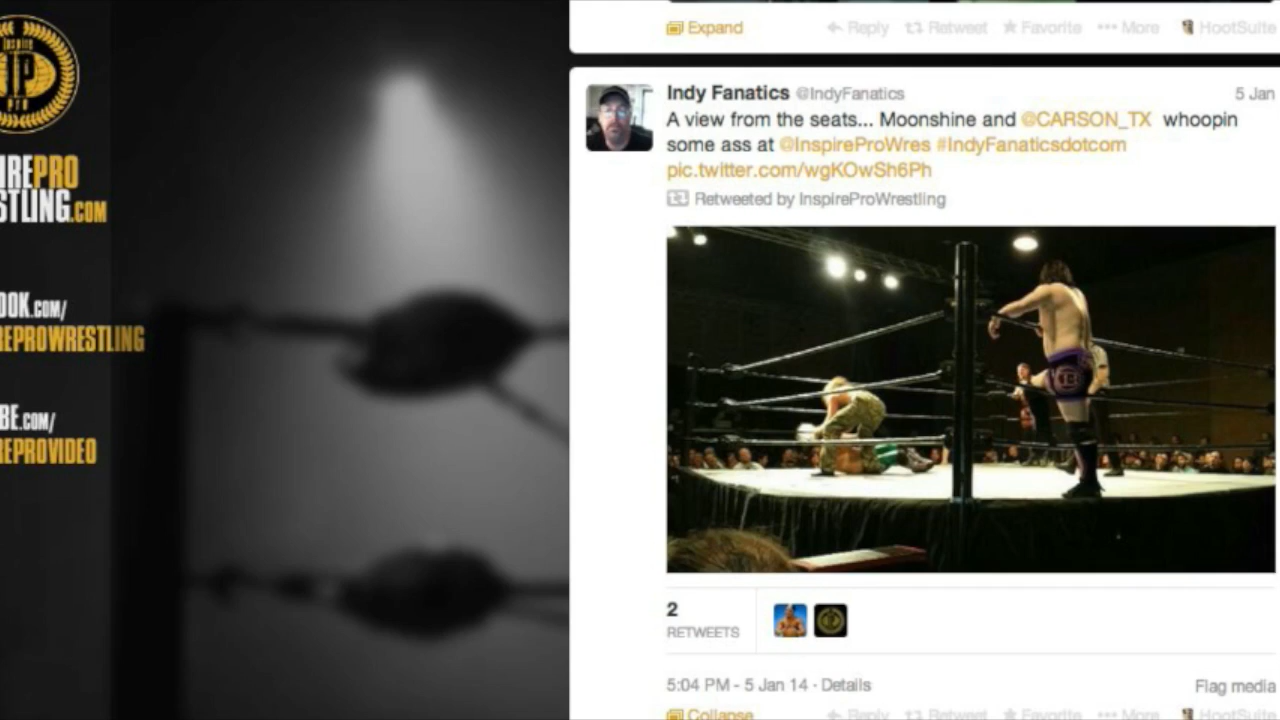 Inspire
IP
PRO
IREPRO
STLING.COM
OOK.COM/
REPROWRESTLING
BE.COM/
REPROVIDEO
Expand Reply Retweet Favorite More HootSuite
Indy Fanatics @IndyFanatics 5 Jan
A view from the seats... Moonshine and @CARSON_TX whoopin
some ass at @InspireProWres #IndyFanaticsdotcom
pic.twitter.com/wgKOwSh6Ph
Retweeted by InspireProWrestling
2
RETWEETS
5:04 PM - 5 Jan 14 · Details
Flag media
Collapse Reply Retweet Favorite More HootSuite